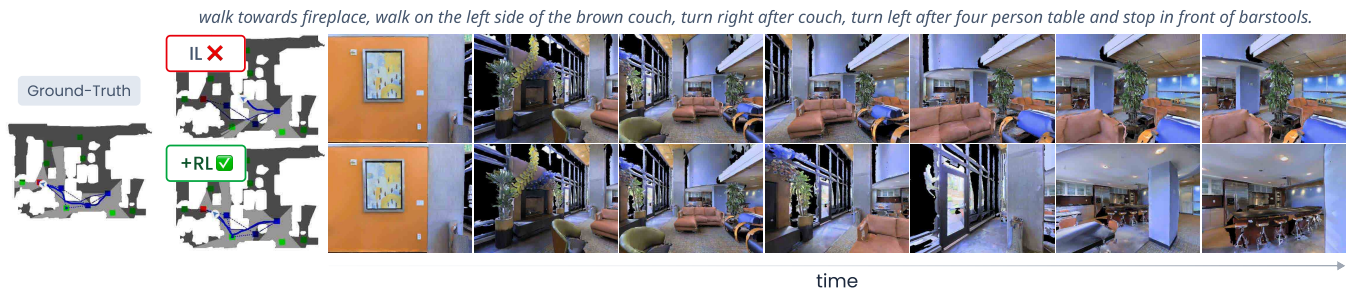 walk towards fireplace, walk on the left side of the brown couch, turn right after couch, turn left after four person table and stop in front of barstools.
IL ❌
Ground-Truth
+RL ✅
time